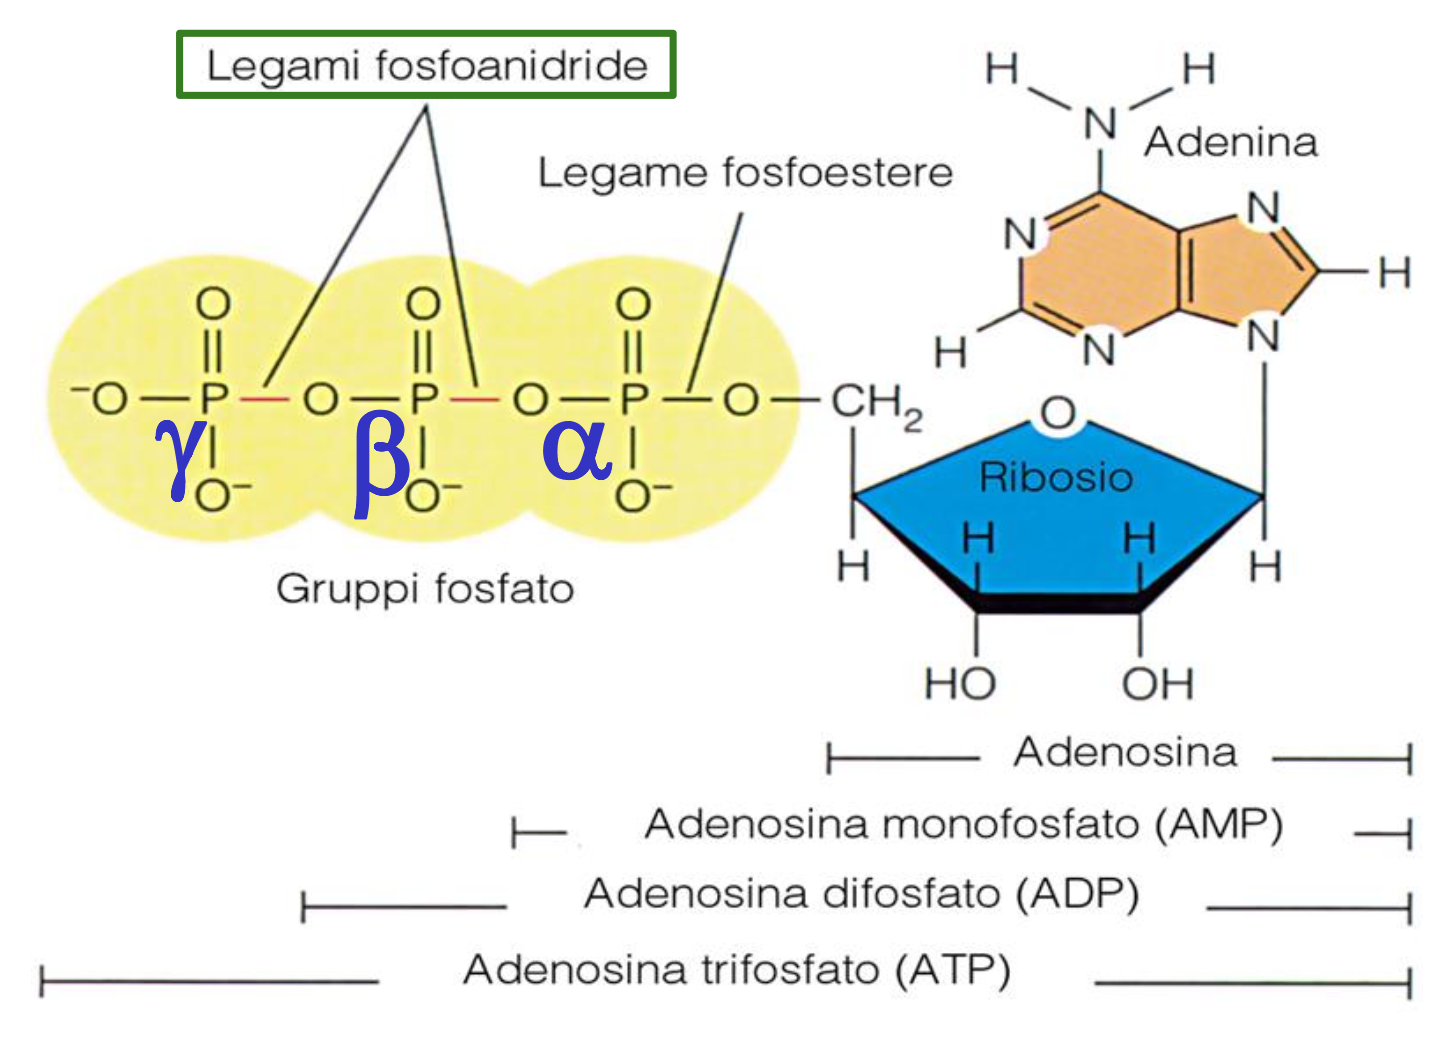 Legami fosfoanidride
H H
N
Adenina
Legame fosfoestere
N N
H
O O O
H N N
⁻O P O P O P O CH₂
γ β α
O
O⁻ O⁻ O⁻
Ribosio
H H
H H
Gruppi fosfato
HO OH
Adenosina
Adenosina monofosfato (AMP)
Adenosina difosfato (ADP)
Adenosina trifosfato (ATP)